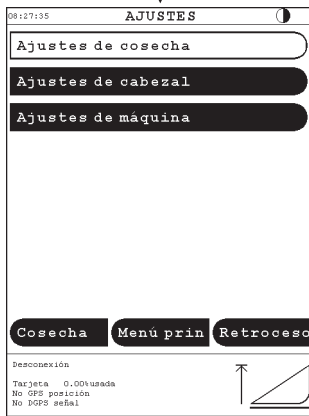 08:27:35 AJUSTES
Ajustes de cosecha
Ajustes de cabezal
Ajustes de máquina
Cosecha Menú prin Retroceso
Desconexión
Tarjeta 0.00%usada
No GPS posición
No DGPS señal